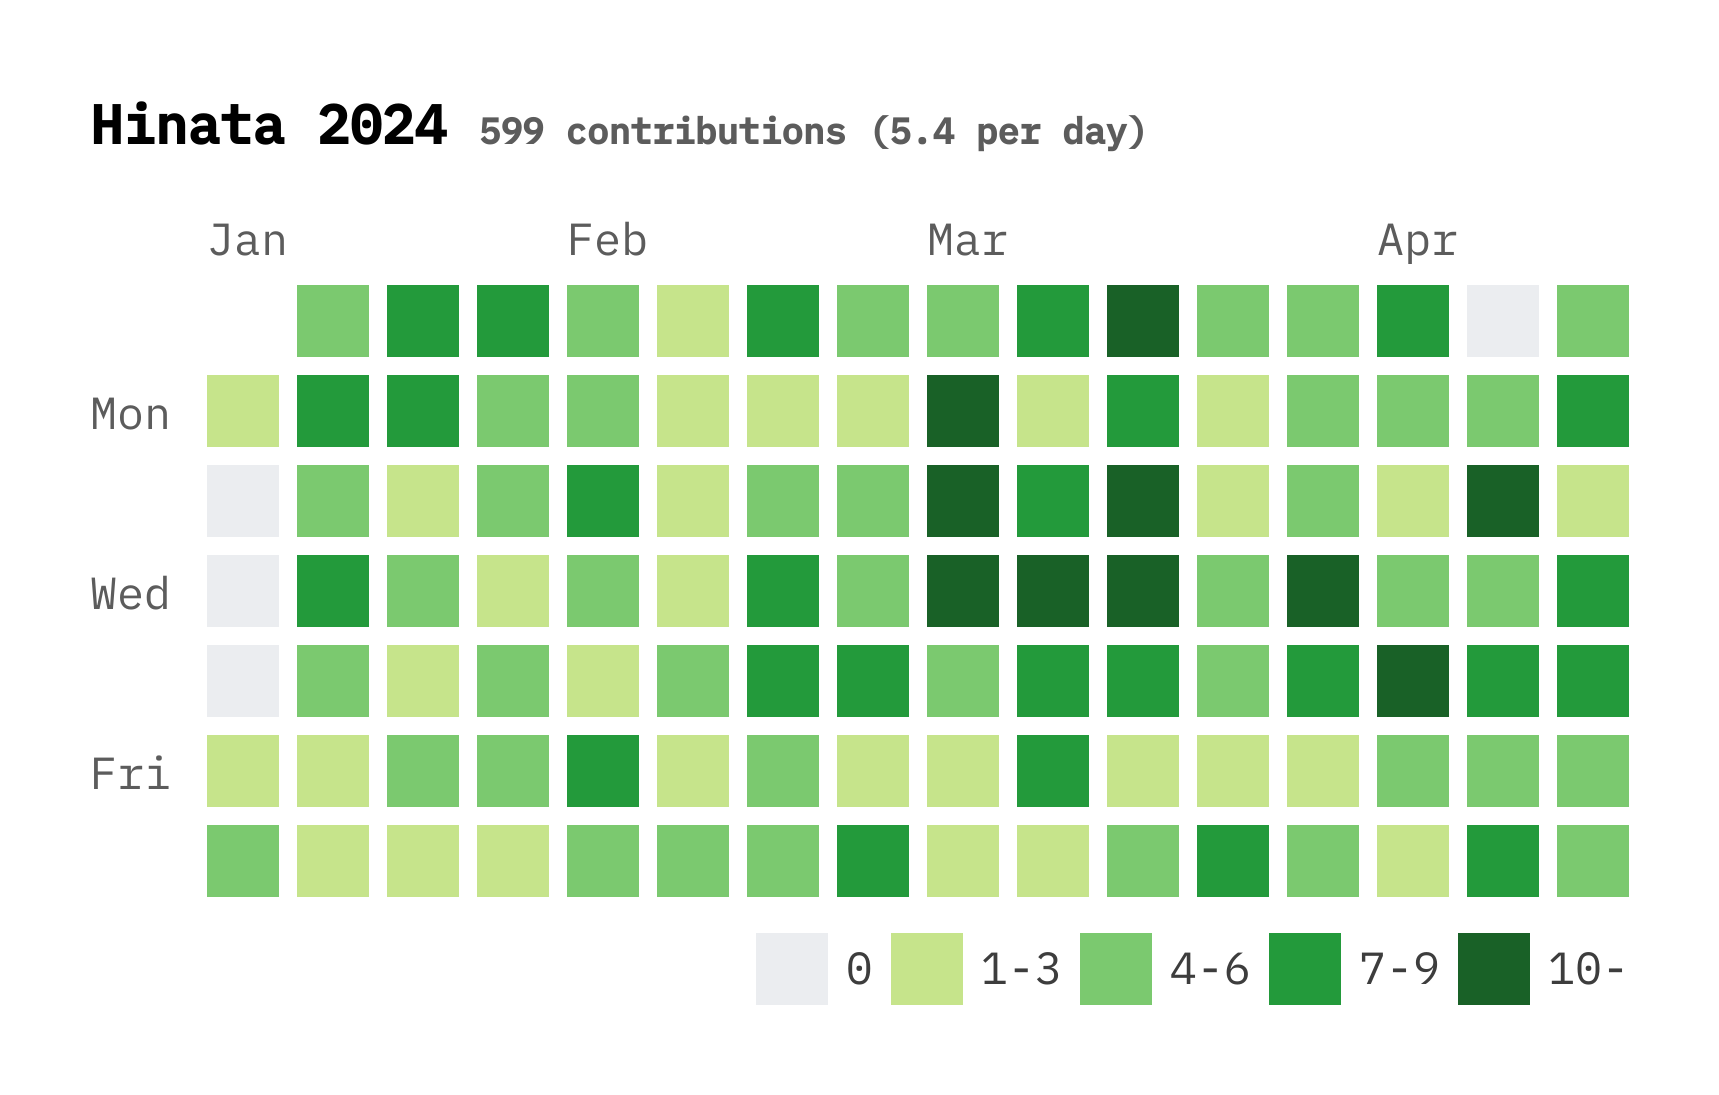 Hinata 2024 599 contributions (5.4 per day)
Jan Feb Mar Apr
Mon
Wed
Fri
0 1-3 4-6 7-9 10-